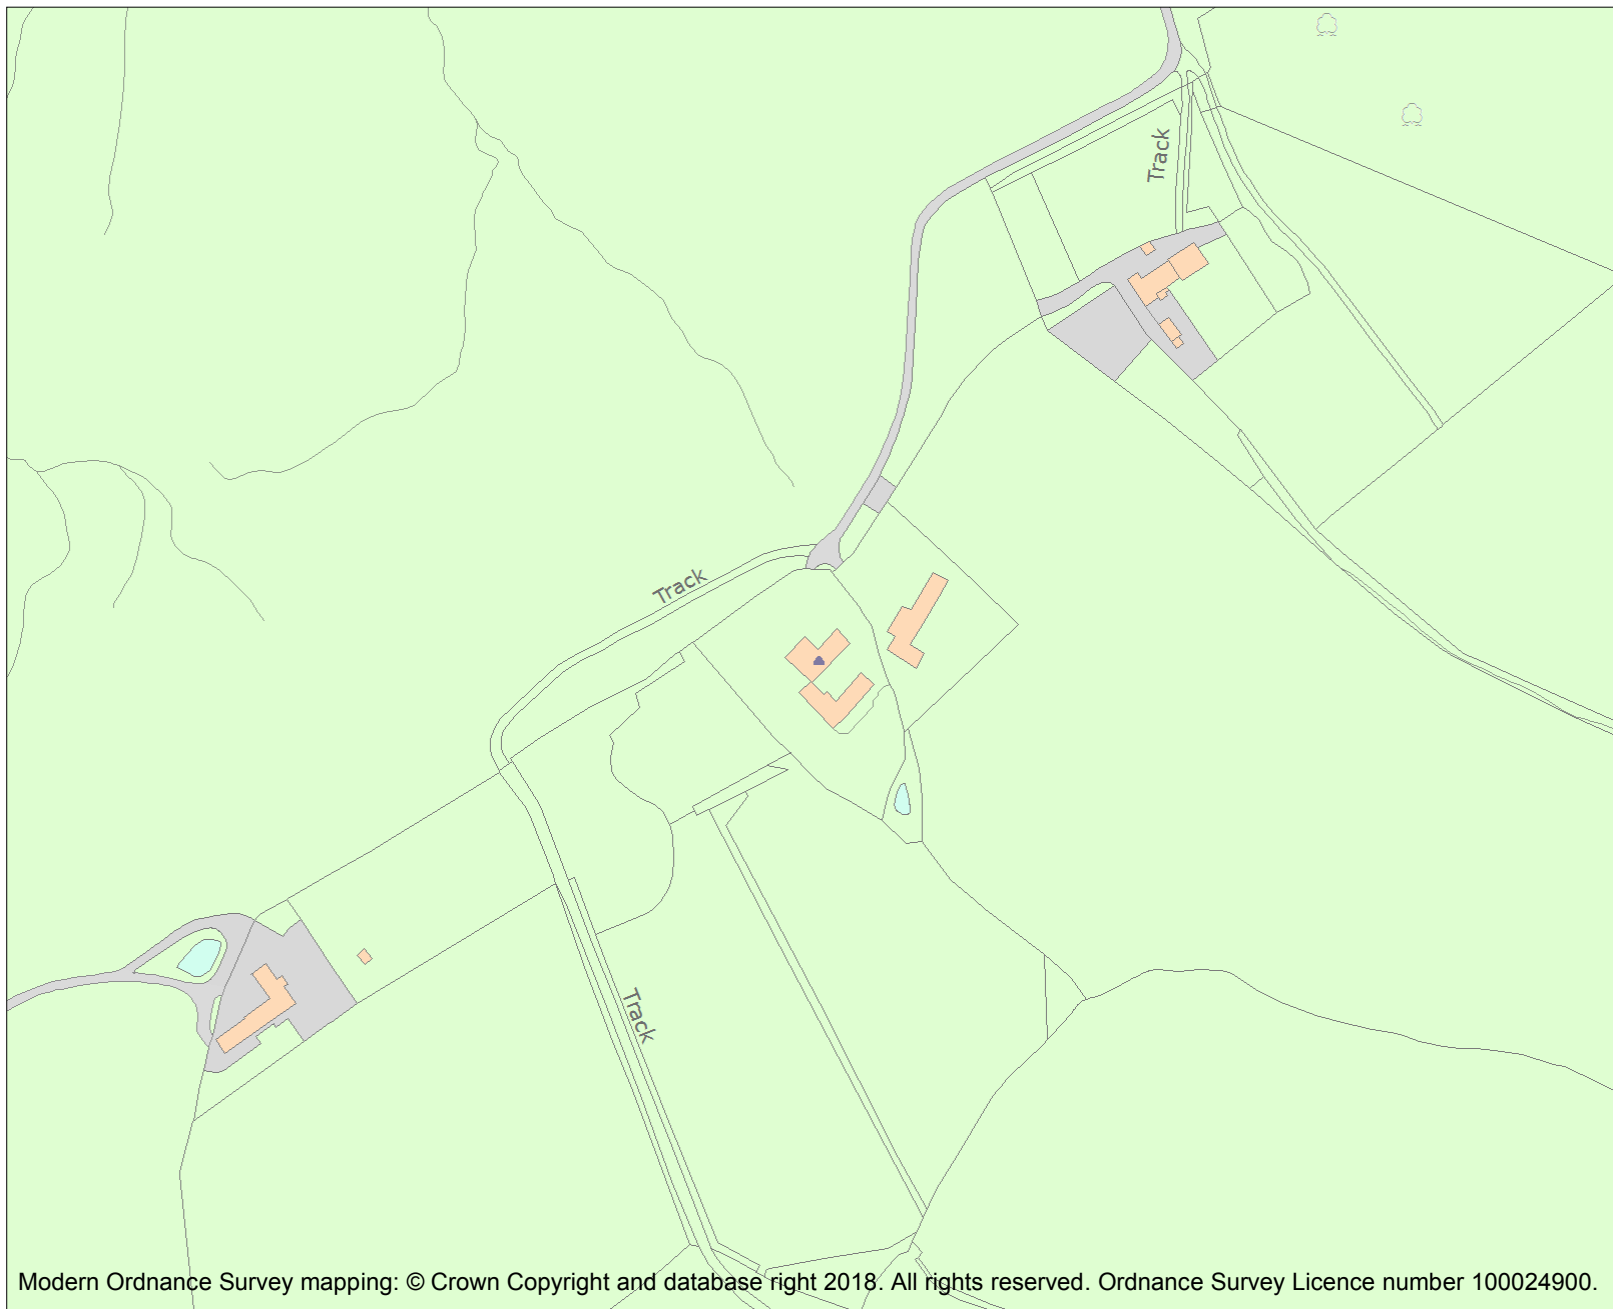 Track
Track
Track
Modern Ordnance Survey mapping: © Crown Copyright and database right 2018. All rights reserved. Ordnance Survey Licence number 100024900.